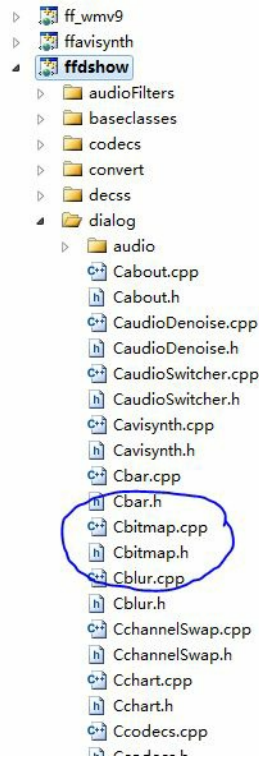 ff_wmv9
ffavisynth
ffdshow
audioFilters
baseclasses
codecs
convert
decss
dialog
audio
Cabout.cpp
Cabout.h
CaudioDenoise.cpp
CaudioDenoise.h
CaudioSwitcher.cpp
CaudioSwitcher.h
Cavisynth.cpp
Cavisynth.h
Cbar.cpp
Cbar.h
Cbitmap.cpp
Cbitmap.h
Cblur.cpp
Cblur.h
CchannelSwap.cpp
CchannelSwap.h
Cchart.cpp
Cchart.h
Ccodecs.cpp